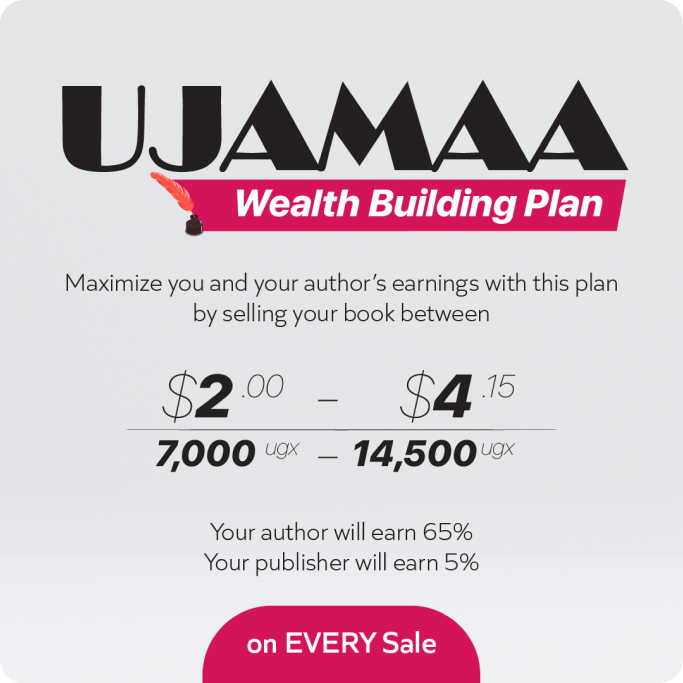 UJAMAA
Wealth Building Plan
Maximize you and your author's earnings with this plan
by selling your book between
$2.00 – $4.15
7,000 ugx – 14,500 ugx
Your author will earn 65%
Your publisher will earn 5%
on EVERY Sale